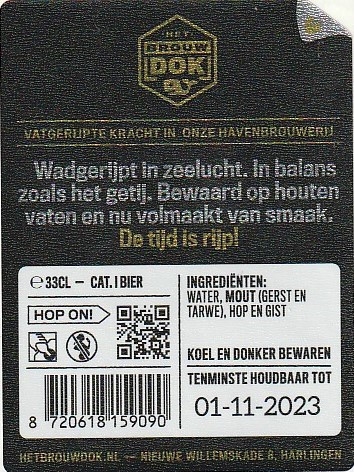 HET
BROUW
DOK
VATGERIJPTE KRACHT IN ONZE HAVENBROUWERIJ
Wadgerijpt in zeelucht. In balans
zoals het getij. Bewaard op houten
vaten en nu volmaakt van smaak.
De tijd is rijp!
℮ 33CL – CAT. I BIER
HOP ON!
INGREDIËNTEN:
WATER, MOUT (GERST EN
TARWE), HOP EN GIST
KOEL EN DONKER BEWAREN
TENMINSTE HOUDBAAR TOT
01-11-2023
8 720618 159090
HETBROUWDOK.NL — NIEUWE WILLEMSKADE 8, HARLINGEN